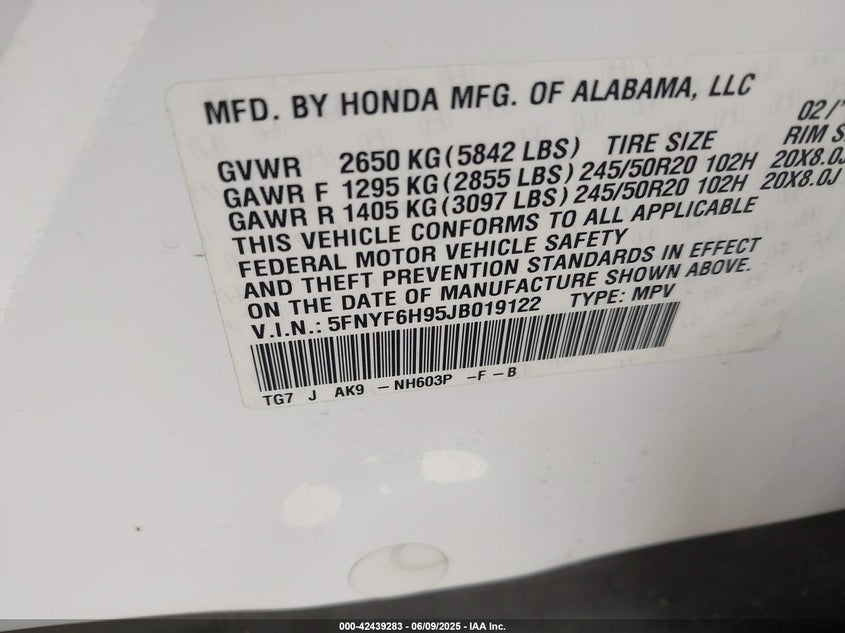 MFD. BY HONDA MFG. OF ALABAMA, LLC
02/
GVWR 2650 KG (5842 LBS) TIRE SIZE RIM S
GAWR F 1295 KG (2855 LBS) 245/50R20 102H 20X8.0J
GAWR R 1405 KG (3097 LBS) 245/50R20 102H 20X8.0J
THIS VEHICLE CONFORMS TO ALL APPLICABLE
FEDERAL MOTOR VEHICLE SAFETY
AND THEFT PREVENTION STANDARDS IN EFFECT
ON THE DATE OF MANUFACTURE SHOWN ABOVE.
V.I.N.: 5FNYF6H95JB019122 TYPE: MPV
TG7 J AK9 – NH603P –F – B
000-42439283 - 06/09/2025 - IAA Inc.